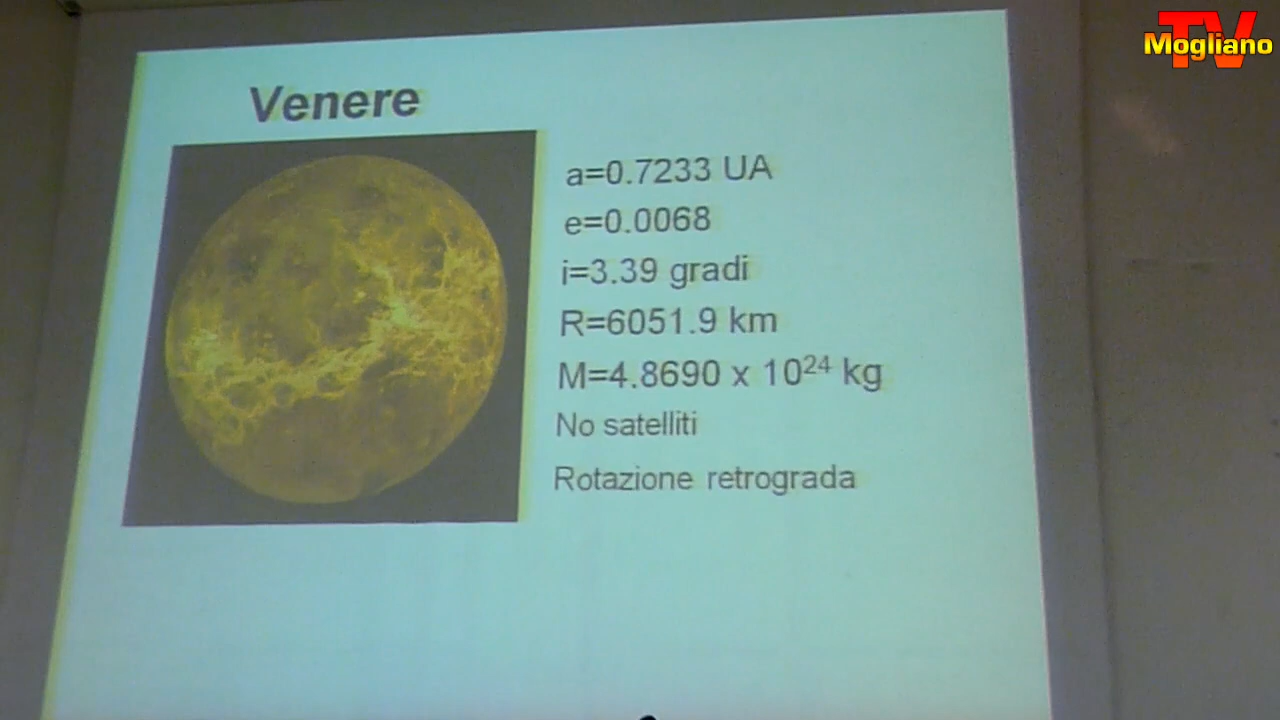 TV
Mogliano
Venere
a=0.7233 UA
e=0.0068
i=3.39 gradi
R=6051.9 km
M=4.8690 x 10²⁴ kg
No satelliti
Rotazione retrograda